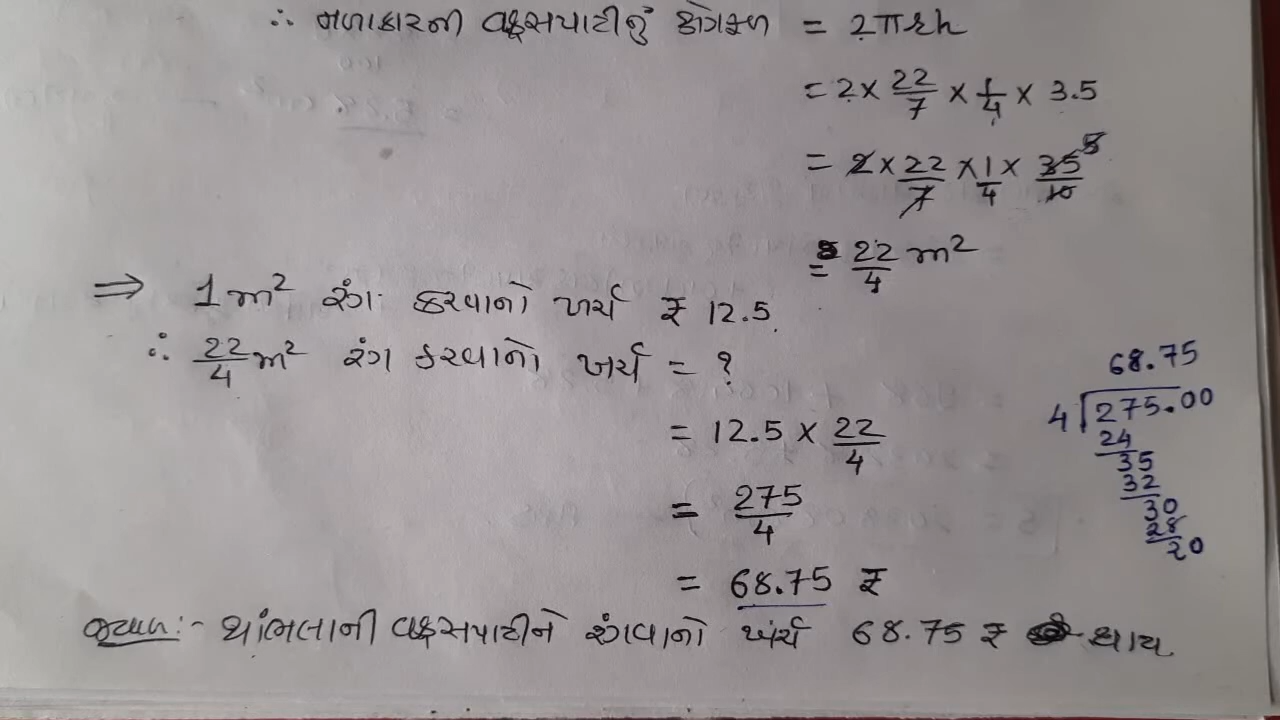 ∴ નળાકારની વક્રસપાટીનું ક્ષેત્રફળ = 2πrh
= 2 × 22/7 × 1/4 × 3.5
= 2 × 22/7 × 1/4 × 35/10 5
= 22/4 m²
⇒ 1 m² રંગ કરવાનો ખર્ચ ₹ 12.5
∴ 22/4 m² રંગ કરવાનો ખર્ચ = ?
= 12.5 × 22/4
= 275/4
= 68.75 ₹
જવાબ :- થાંભલાની વક્રસપાટીને રંગવાનો ખર્ચ 68.75 ₹ થાય
68.75
4 275.00
24
35
32
30
28
20